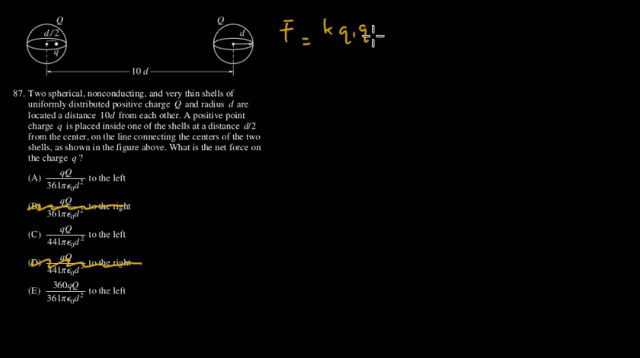 Q Q
F = k q, q
d/2 d
q
10 d
87. Two spherical, nonconducting, and very thin shells of
uniformly distributed positive charge Q and radius d are
located a distance 10d from each other. A positive point
charge q is placed inside one of the shells at a distance d/2
from the center, on the line connecting the centers of the two
shells, as shown in the figure above. What is the net force on
the charge q ?
(A) qQ/361πϵ₀d² to the left
(B) qQ/361πϵ₀d² to the right
(C) qQ/441πϵ₀d² to the left
(D) qQ/441πϵ₀d² to the right
(E) 360qQ/361πϵ₀d² to the left